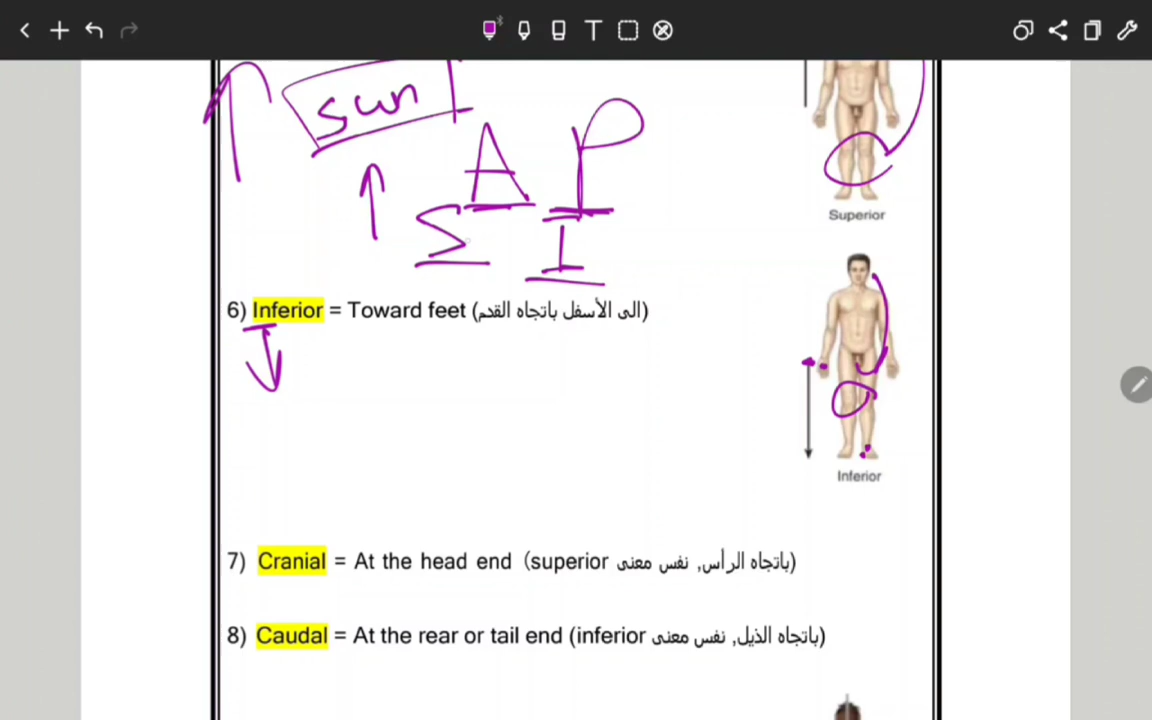 sun
A P
Superior
Σ I
6) Inferior = Toward feet (الى الأسفل باتجاه القدم)
Inferior
7) Cranial = At the head end (superior باتجاه الرأس, نفس معنى)
8) Caudal = At the rear or tail end (inferior باتجاه الذيل, نفس معنى)